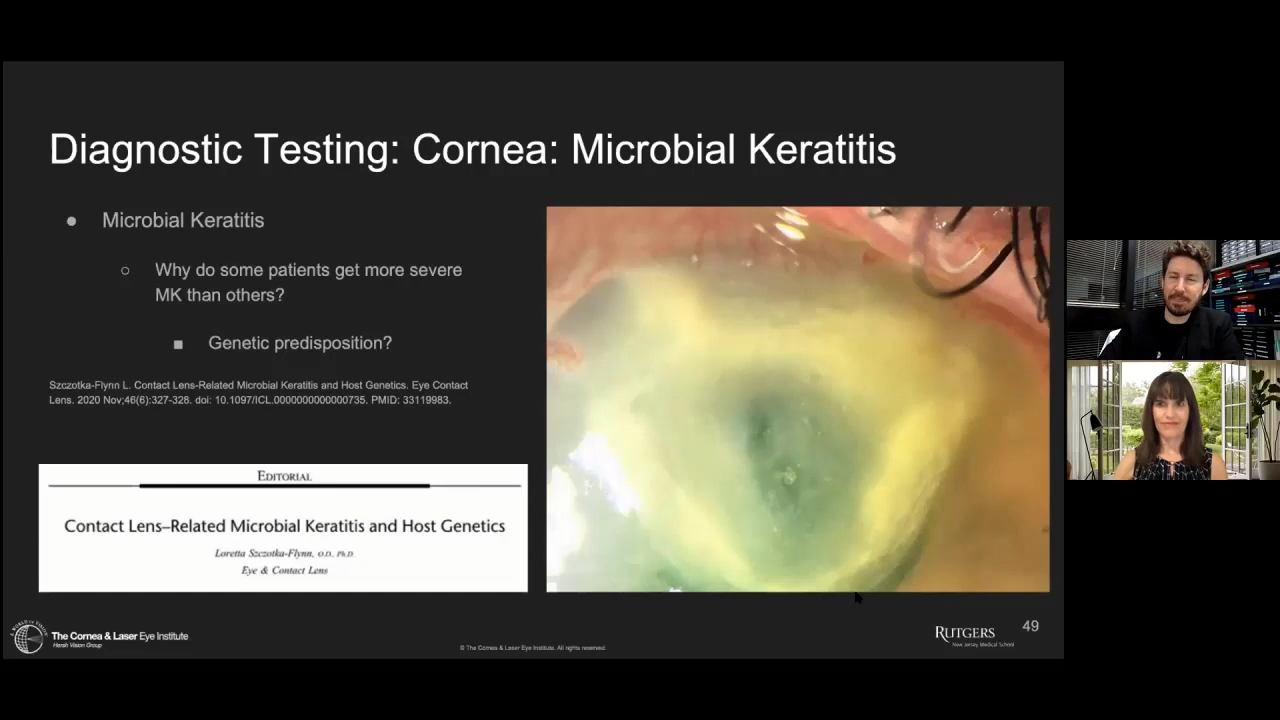 Diagnostic Testing: Cornea: Microbial Keratitis
Microbial Keratitis
Why do some patients get more severe
MK than others?
Genetic predisposition?
Szczotka-Flynn L. Contact Lens-Related Microbial Keratitis and Host Genetics. Eye Contact
Lens. 2020 Nov;46(6):327-328. doi: 10.1097/ICL.0000000000000735. PMID: 33119983.
EDITORIAL
Contact Lens–Related Microbial Keratitis and Host Genetics
Loretta Szczotka-Flynn, O.D., Ph.D.
Eye & Contact Lens
The Cornea & Laser Eye Institute
Hersh Vision Group
© The Cornea & Laser Eye Institute. All rights reserved.
RUTGERS
New Jersey Medical School
49